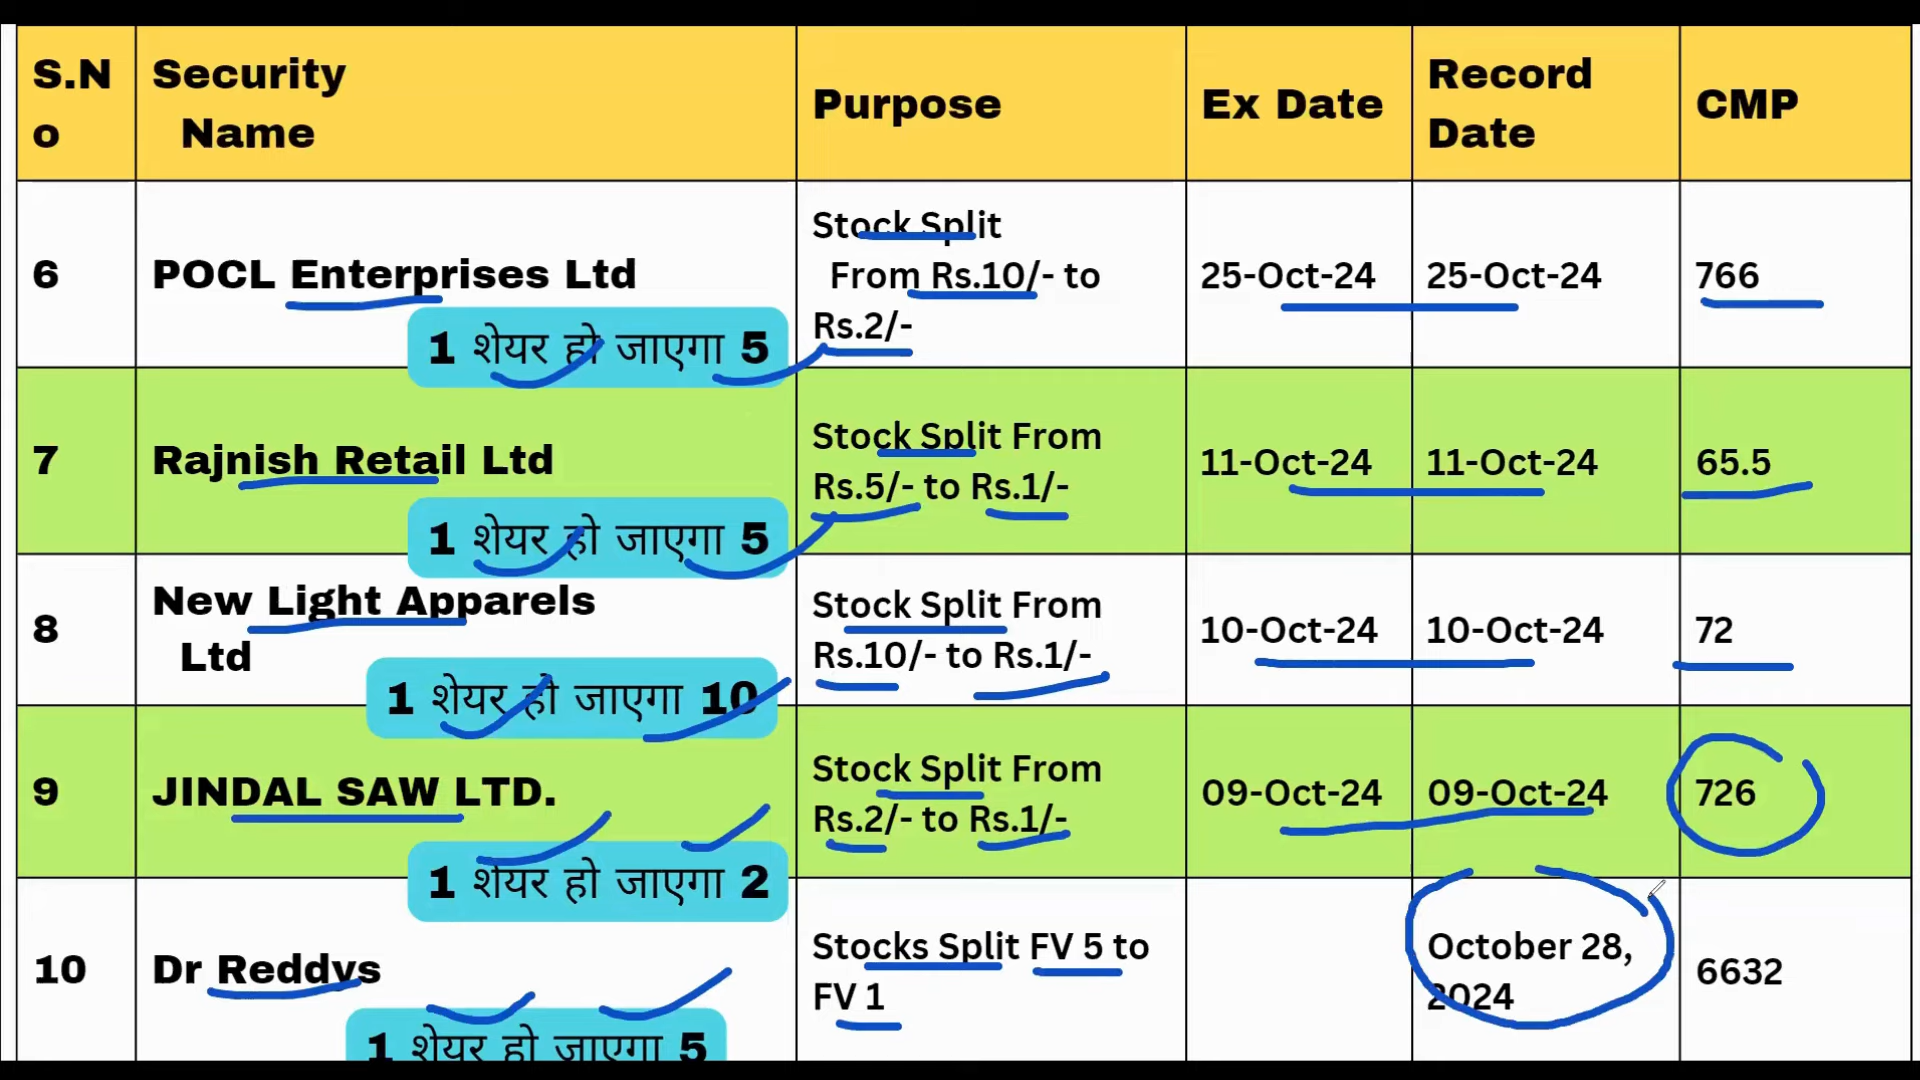 S.N
o
Security
Name
Purpose
Ex Date
Record
Date
CMP
6
POCL Enterprises Ltd
1 शेयर हो जाएगा 5
Stock Split
From Rs.10/- to
Rs.2/-
25-Oct-24
25-Oct-24
766
7
Rajnish Retail Ltd
1 शेयर हो जाएगा 5
Stock Split From
Rs.5/- to Rs.1/-
11-Oct-24
11-Oct-24
65.5
8
New Light Apparels
Ltd
1 शेयर हो जाएगा 10
Stock Split From
Rs.10/- to Rs.1/-
10-Oct-24
10-Oct-24
72
9
JINDAL SAW LTD.
1 शेयर हो जाएगा 2
Stock Split From
Rs.2/- to Rs.1/-
09-Oct-24
09-Oct-24
726
10
Dr Reddys
1 शेयर हो जाएगा 5
Stocks Split FV 5 to
FV 1
October 28,
2024
6632